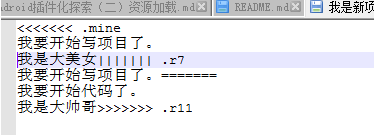 android插件化探索（二）资源加载.md README.md 我是新项
<<<<<<< .mine
我要开始写项目了。
我是大美女||||||| .r7
我要开始写项目了。=======
我要开始代码了。
我是大帅哥>>>>>>> .r11